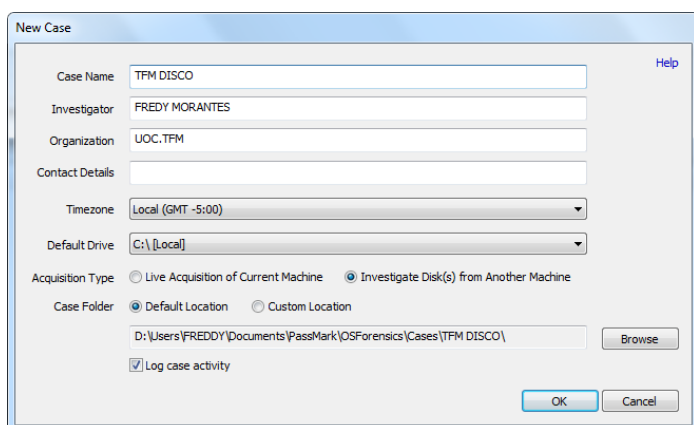 New Case
Help
Case Name TFM DISCO
Investigator FREDY MORANTES
Organization UOC.TFM
Contact Details
Timezone Local (GMT -5:00)
Default Drive C:\ [Local]
Acquisition Type Live Acquisition of Current Machine Investigate Disk(s) from Another Machine
Case Folder Default Location Custom Location
D:\Users\FREDDY\Documents\PassMark\OSForensics\Cases\TFM DISCO\ Browse
Log case activity
OK Cancel